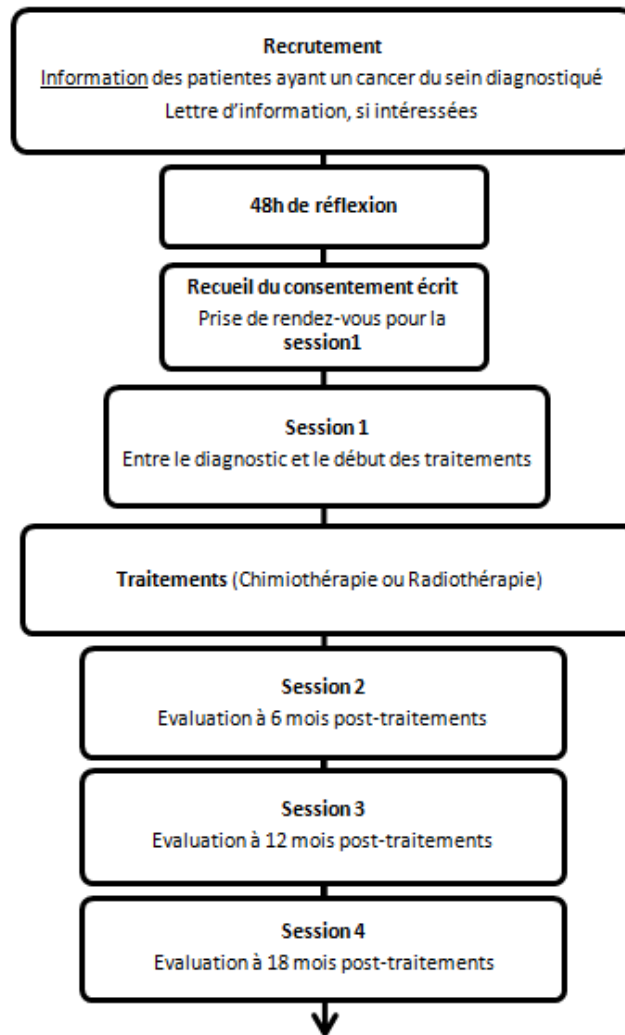 Recrutement
Information des patientes ayant un cancer du sein diagnostiqué
Lettre d'information, si intéressées
48h de réflexion
Recueil du consentement écrit
Prise de rendez-vous pour la
session1
Session 1
Entre le diagnostic et le début des traitements
Traitements (Chimiothérapie ou Radiothérapie)
Session 2
Evaluation à 6 mois post-traitements
Session 3
Evaluation à 12 mois post-traitements
Session 4
Evaluation à 18 mois post-traitements